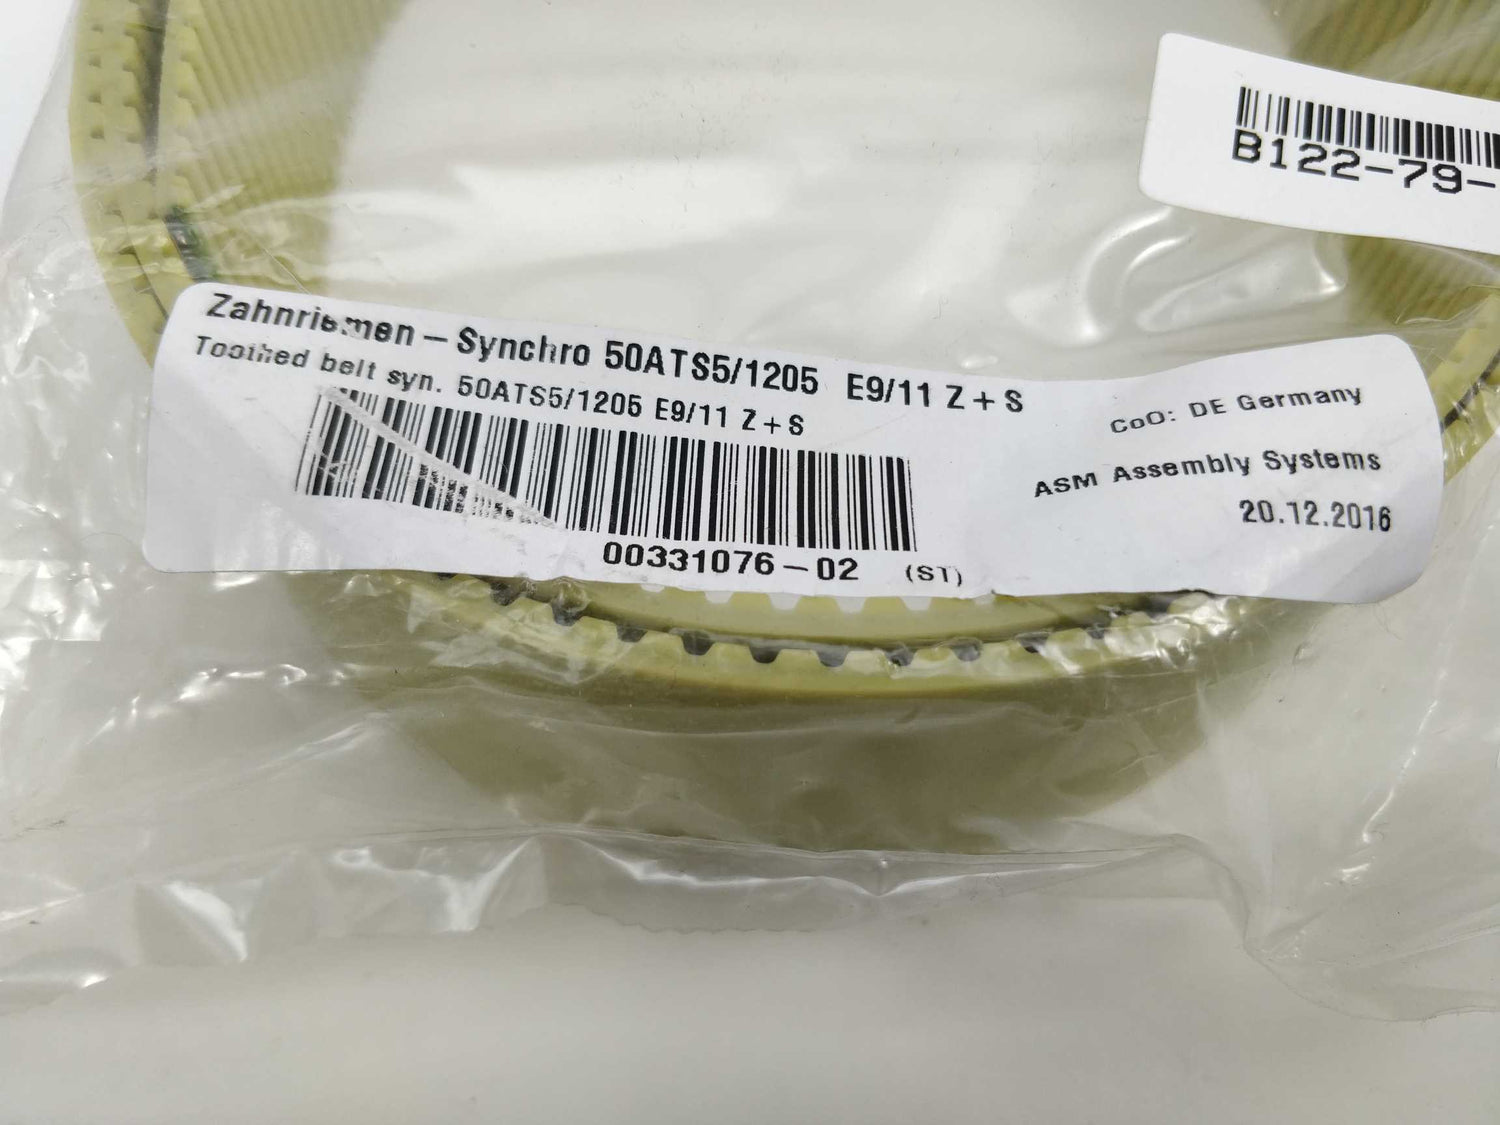 B122-79-
Zahnriemen – Synchro 50ATS5/1205 E9/11 Z + S
Toothed belt syn. 50ATS5/1205 E9/11 Z + S
CoO: DE Germany
ASM Assembly Systems
20.12.2016
00331076 – 02 (ST)